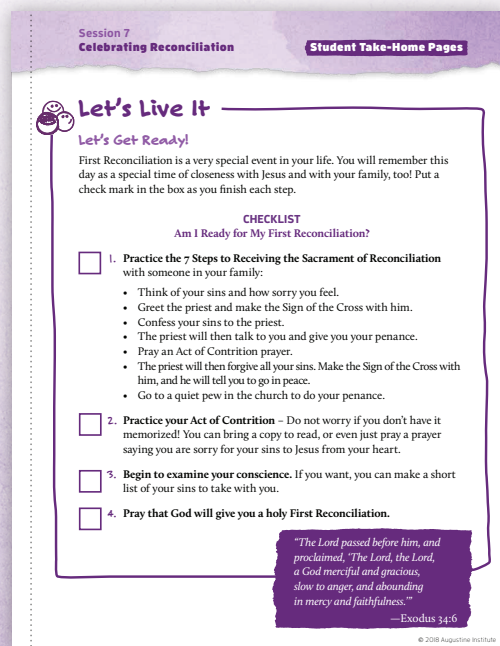 Session 7
Celebrating Reconciliation
Student Take-Home Pages
Let's Live It
Let's Get Ready!
First Reconciliation is a very special event in your life. You will remember this
day as a special time of closeness with Jesus and with your family, too! Put a
check mark in the box as you finish each step.
CHECKLIST
Am I Ready for My First Reconciliation?
1. Practice the 7 Steps to Receiving the Sacrament of Reconciliation
with someone in your family:
• Think of your sins and how sorry you feel.
• Greet the priest and make the Sign of the Cross with him.
• Confess your sins to the priest.
• The priest will then talk to you and give you your penance.
• Pray an Act of Contrition prayer.
• The priest will then forgive all your sins. Make the Sign of the Cross with
him, and he will tell you to go in peace.
• Go to a quiet pew in the church to do your penance.
2. Practice your Act of Contrition – Do not worry if you don't have it
memorized! You can bring a copy to read, or even just pray a prayer
saying you are sorry for your sins to Jesus from your heart.
3. Begin to examine your conscience. If you want, you can make a short
list of your sins to take with you.
4. Pray that God will give you a holy First Reconciliation.
"The Lord passed before him, and
proclaimed, 'The Lord, the Lord,
a God merciful and gracious,
slow to anger, and abounding
in mercy and faithfulness.'"
—Exodus 34:6
© 2018 Augustine Institute